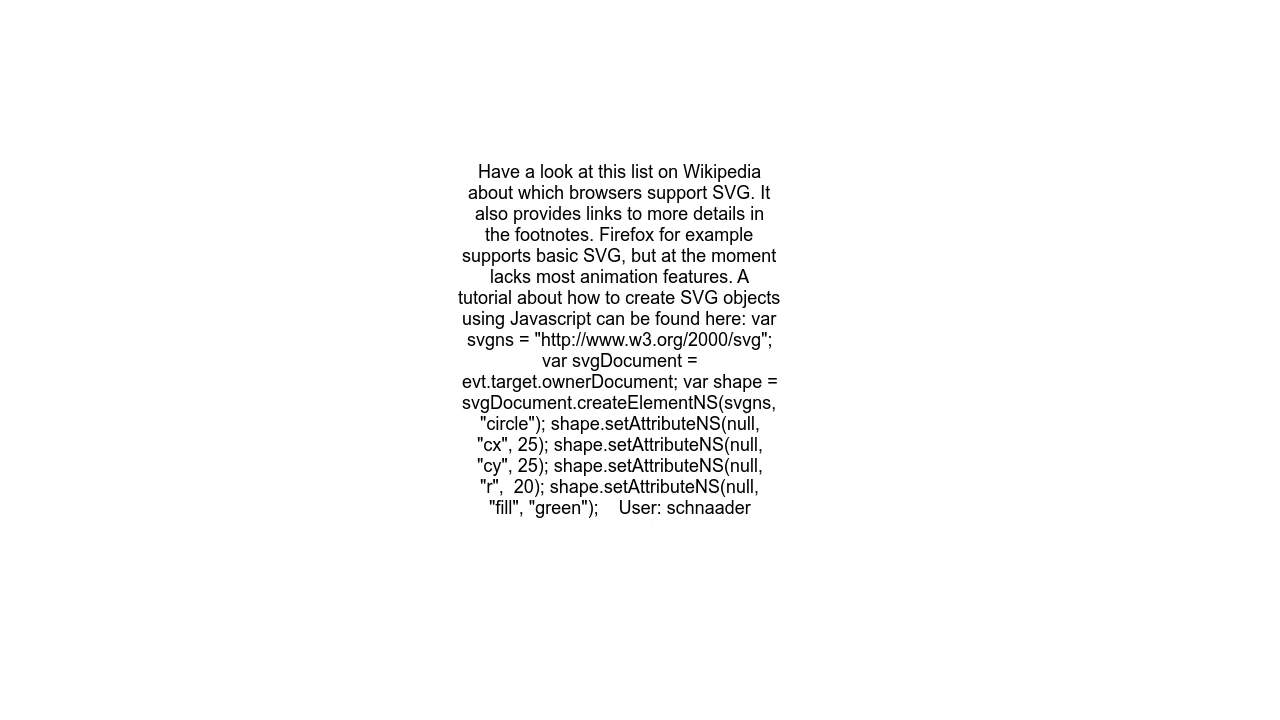 Have a look at this list on Wikipedia
about which browsers support SVG. It
also provides links to more details in
the footnotes. Firefox for example
supports basic SVG, but at the moment
lacks most animation features. A
tutorial about how to create SVG objects
using Javascript can be found here: var
svgns = "http://www.w3.org/2000/svg";
var svgDocument =
evt.target.ownerDocument; var shape =
svgDocument.createElementNS(svgns,
"circle"); shape.setAttributeNS(null,
"cx", 25); shape.setAttributeNS(null,
"cy", 25); shape.setAttributeNS(null,
"r",  20); shape.setAttributeNS(null,
"fill", "green");    User: schnaader